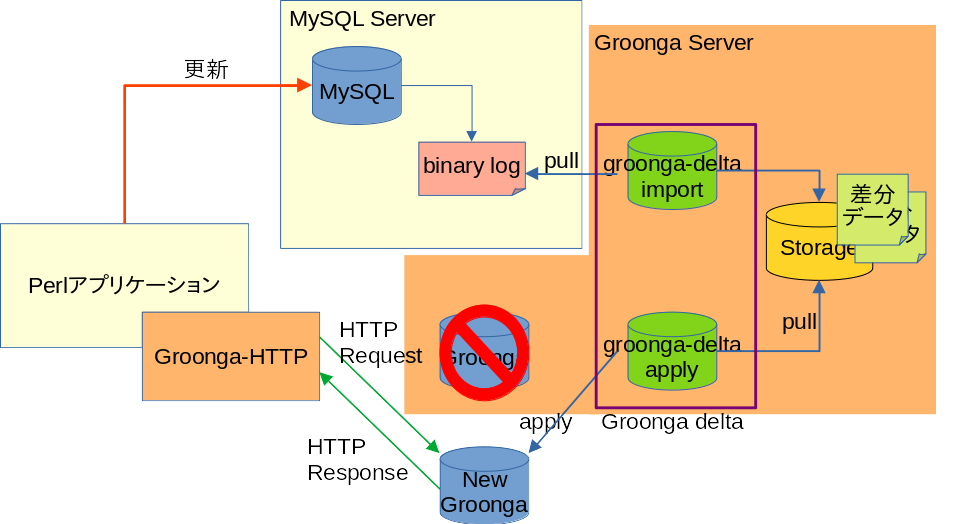 MySQL Server
Groonga Server
更新
MySQL
binary log
pull
groonga-delta
import
差分
データ
タ
Storage
Perlアプリケーション
Groonga-HTTP
HTTP
Request
Groonga
groonga-delta
apply
pull
apply
Groonga delta
HTTP
Response
New
Groonga